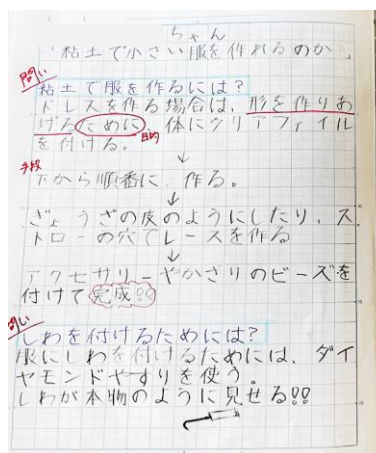 ちゃん
「粘土で小さい服を作れるのか?」
問い
粘土で服を作るには?
ドレスを作る場合は、形を作りあ
げるために、体にクリアファイル
を付ける。
目的
↓
手段
下から順番に、作る。
↓
ぎょうざの皮のようにしたり、ス
トローの穴でレースを作る
↓
アクセサリーやかざりのビーズを
付けて完成!!
問い
しわを付けるためには?
服にしわを付けるためには、ダイ
ヤモンドやすりを使う。
しわが本物のように見せる!!